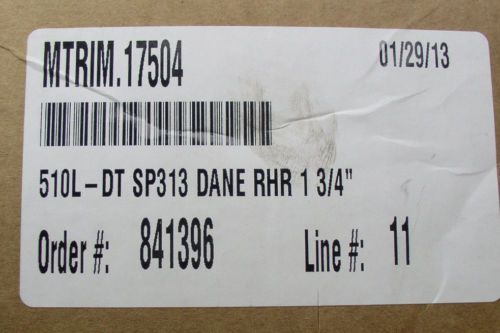 MTRIM.17504 01/29/13
510L-DT SP313 DANE RHR 1 3/4"
Order #: 841396 Line #: 11